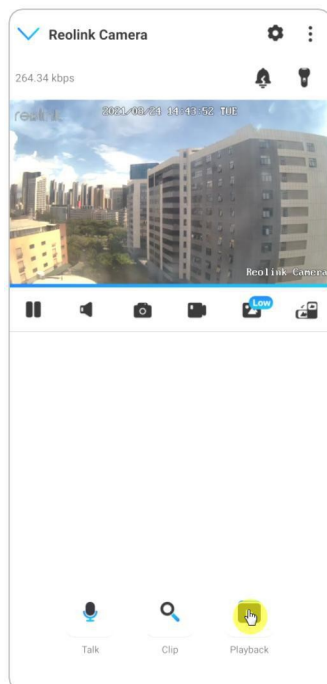 Reolink Camera
264.34 kbps
reolink
2021/08/24 14:43:52 TUE
Reolink Camera
Low
Talk
Clip
Playback